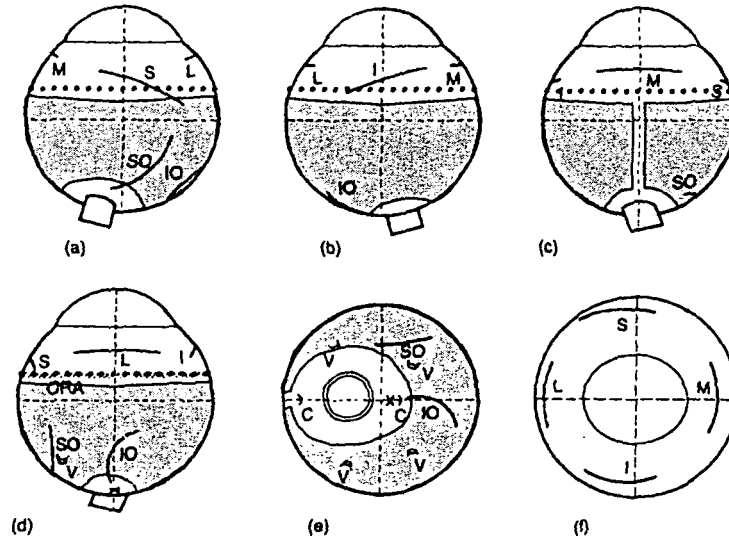 M S L
SO
IO
(a)
L I M
IO
(b)
M
I S
SO
(c)
S L I
ORA
SO IO
V
(d)
V SO
V
C × C IO
V V
(e)
S
L M
I
(f)